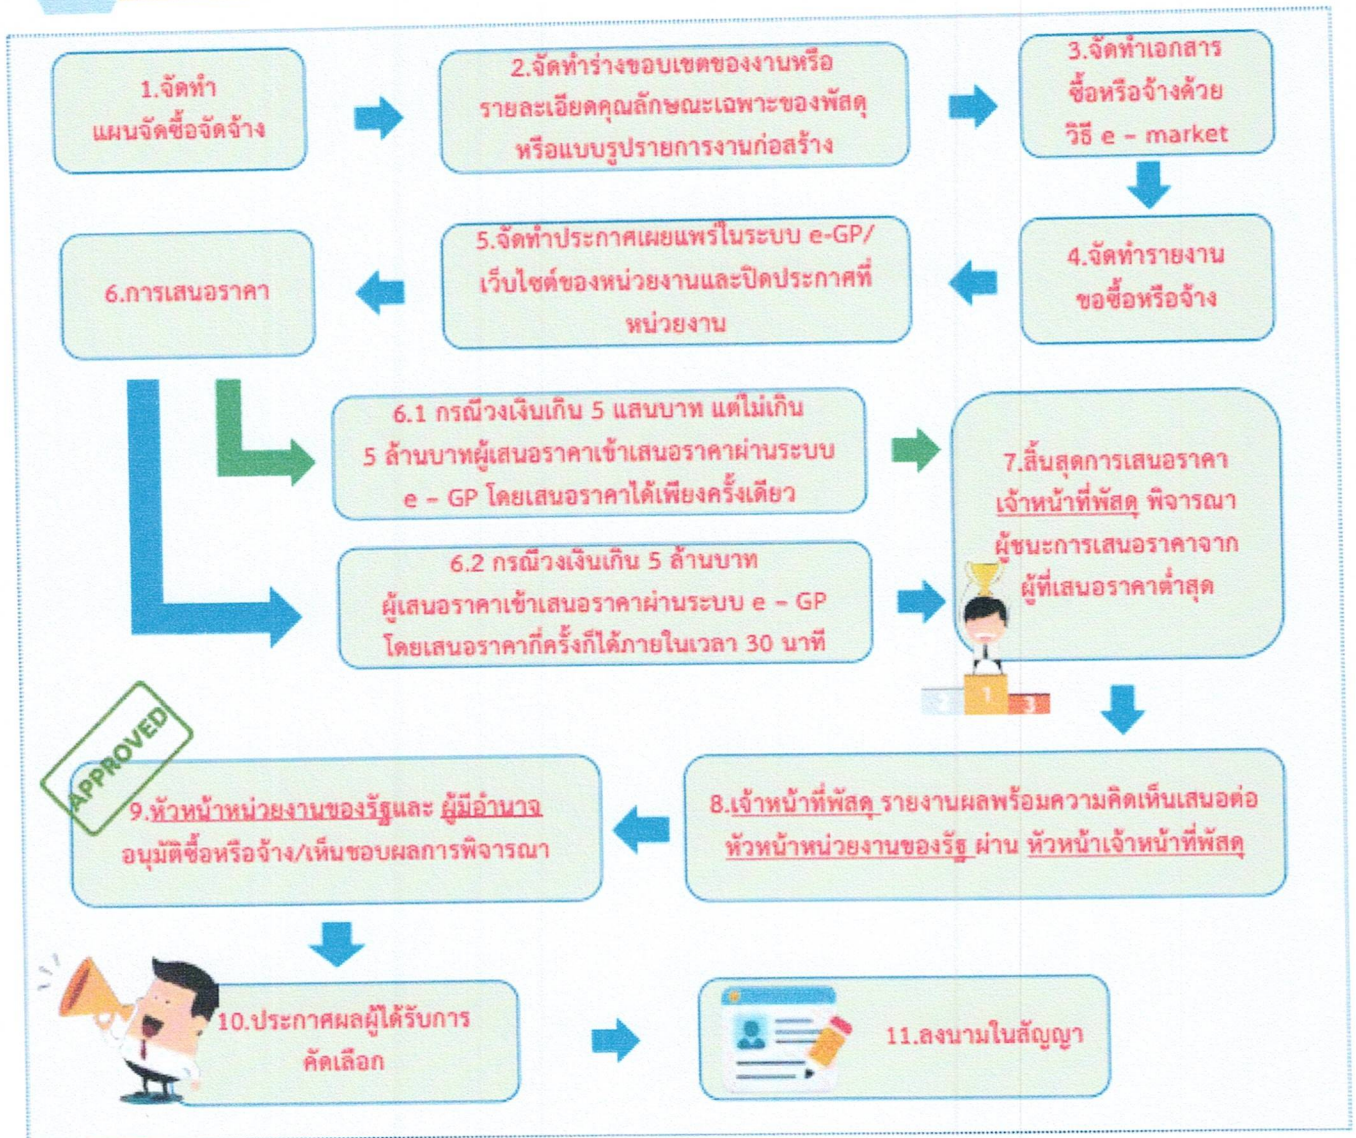 1.จัดทำ
แผนจัดซื้อจัดจ้าง
2.จัดทำร่างขอบเขตของงานหรือ
รายละเอียดคุณลักษณะเฉพาะของพัสดุ
หรือแบบรูปรายการงานก่อสร้าง
3.จัดทำเอกสาร
ซื้อหรือจ้างด้วย
วิธี e – market
4.จัดทำรายงาน
ขอซื้อหรือจ้าง
5.จัดทำประกาศเผยแพร่ในระบบ e-GP/
เว็บไซต์ของหน่วยงานและปิดประกาศที่
หน่วยงาน
6.การเสนอราคา
6.1 กรณีวงเงินเกิน 5 แสนบาท แต่ไม่เกิน
5 ล้านบาทผู้เสนอราคาเข้าเสนอราคาผ่านระบบ
e – GP โดยเสนอราคาได้เพียงครั้งเดียว
6.2 กรณีวงเงินเกิน 5 ล้านบาท
ผู้เสนอราคาเข้าเสนอราคาผ่านระบบ e – GP
โดยเสนอราคากี่ครั้งก็ได้ภายในเวลา 30 นาที
7.สิ้นสุดการเสนอราคา
เจ้าหน้าที่พัสดุ พิจารณา
ผู้ชนะการเสนอราคาจาก
ผู้ที่เสนอราคาต่ำสุด
2 1 3
8.เจ้าหน้าที่พัสดุ รายงานผลพร้อมความคิดเห็นเสนอต่อ
หัวหน้าหน่วยงานของรัฐ ผ่าน หัวหน้าเจ้าหน้าที่พัสดุ
APPROVED
9.หัวหน้าหน่วยงานของรัฐและ ผู้มีอำนาจ
อนุมัติซื้อหรือจ้าง/เห็นชอบผลการพิจารณา
10.ประกาศผลผู้ได้รับการ
คัดเลือก
11.ลงนามในสัญญา